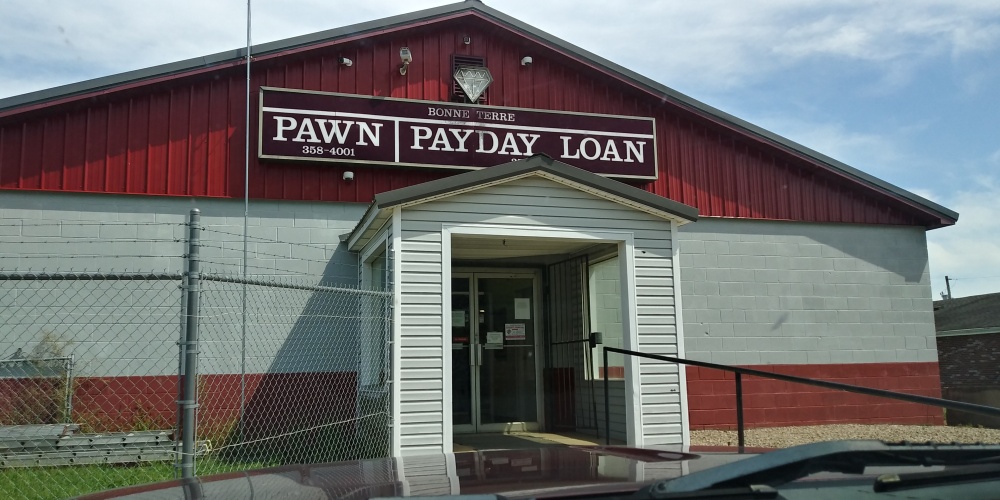 BONNE TERRE
PAWN
358-4001
PAYDAY LOAN